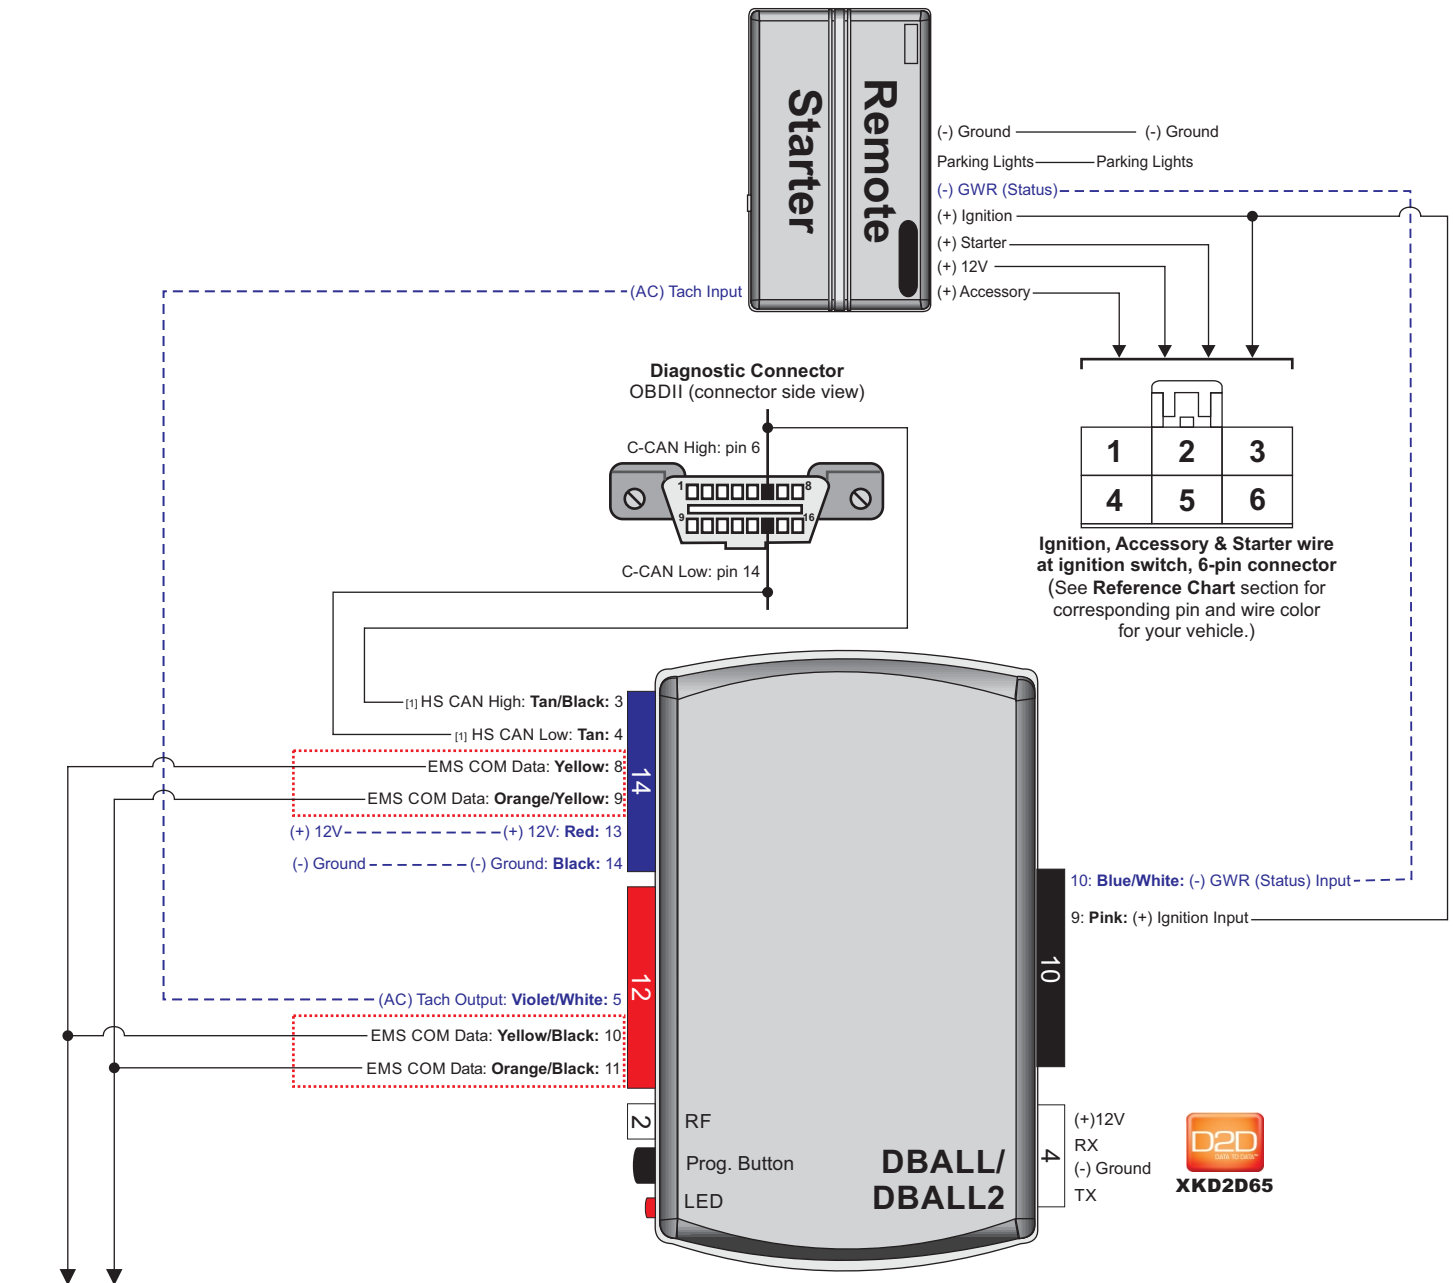 Remote
Starter
(-) Ground
(-) Ground
Parking Lights
Parking Lights
(-) GWR (Status)
(+) Ignition
(+) Starter
(+) 12V
(+) Accessory
(AC) Tach Input
Diagnostic Connector
OBDII (connector side view)
C-CAN High: pin 6
1
8
9
16
C-CAN Low: pin 14
1 2 3
4 5 6
Ignition, Accessory & Starter wire
at ignition switch, 6-pin connector
(See Reference Chart section for
corresponding pin and wire color
for your vehicle.)
[1] HS CAN High: Tan/Black: 3
[1] HS CAN Low: Tan: 4
EMS COM Data: Yellow: 8
EMS COM Data: Orange/Yellow: 9
(+) 12V
(+) 12V: Red: 13
(-) Ground
(-) Ground: Black: 14
14
(AC) Tach Output: Violet/White: 5
EMS COM Data: Yellow/Black: 10
EMS COM Data: Orange/Black: 11
12
10: Blue/White: (-) GWR (Status) Input
9: Pink: (+) Ignition Input
10
2
RF
Prog. Button
LED
DBALL/
DBALL2
4
(+)12V
RX
(-) Ground
TX
D2D
DATA TO DATA
XKD2D65